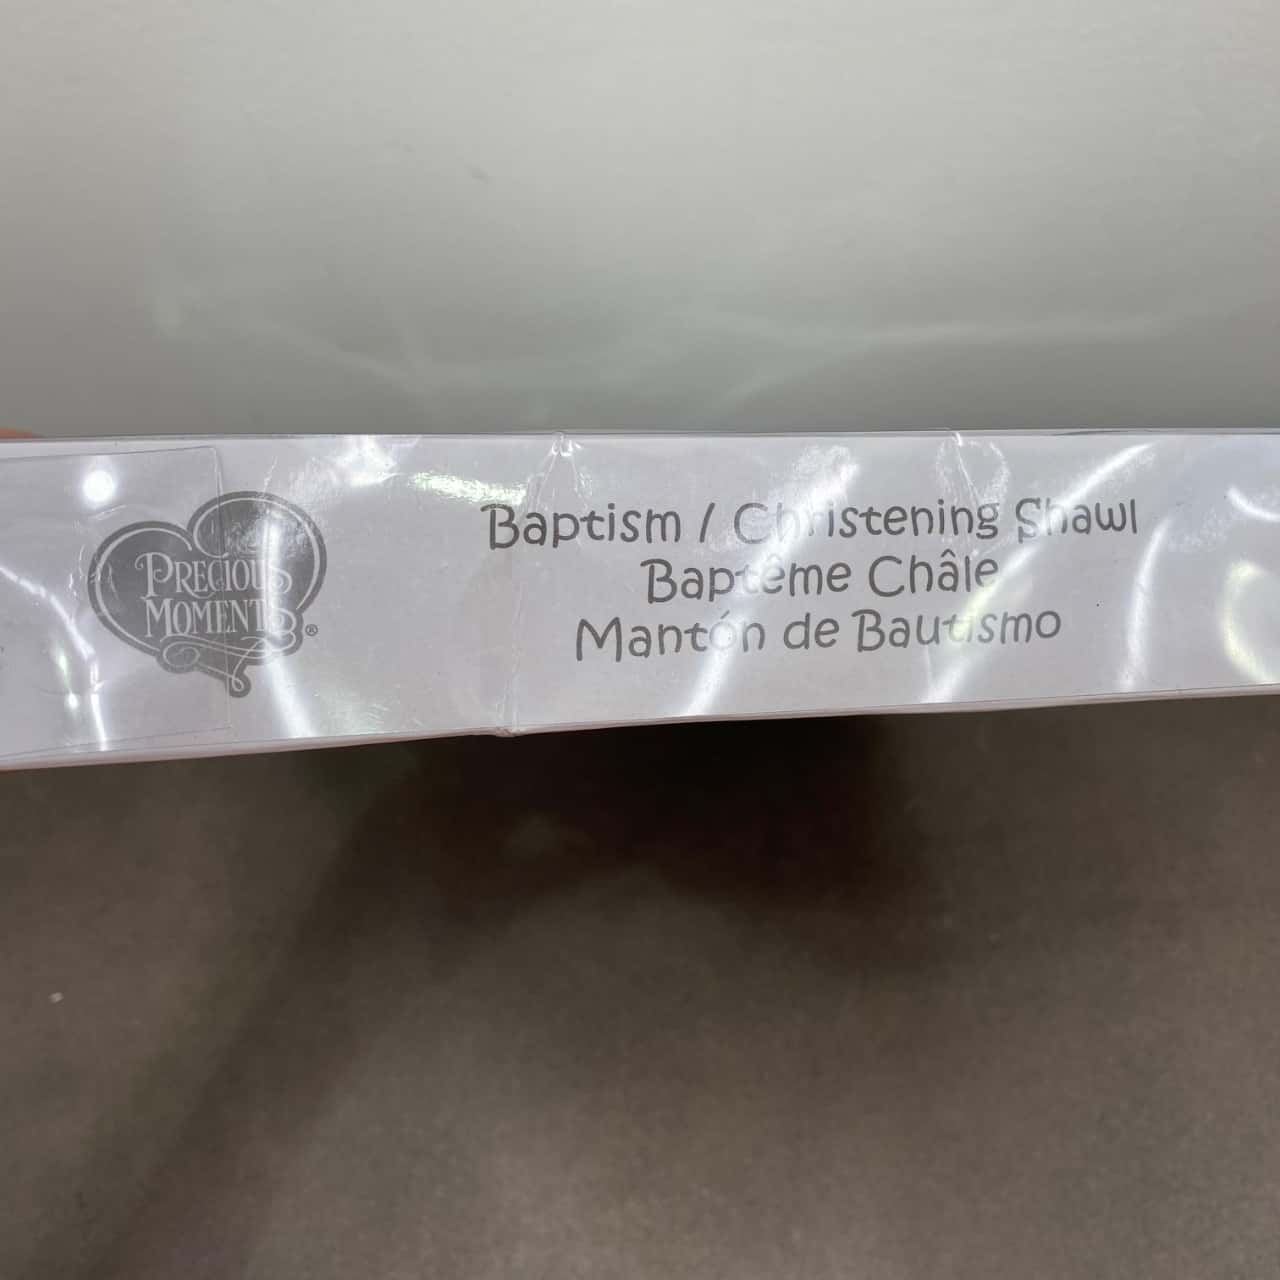 PRECIOUS
MOMENTS®
Baptism / Christening Shawl
Baptême Châle
Mantón de Bautismo